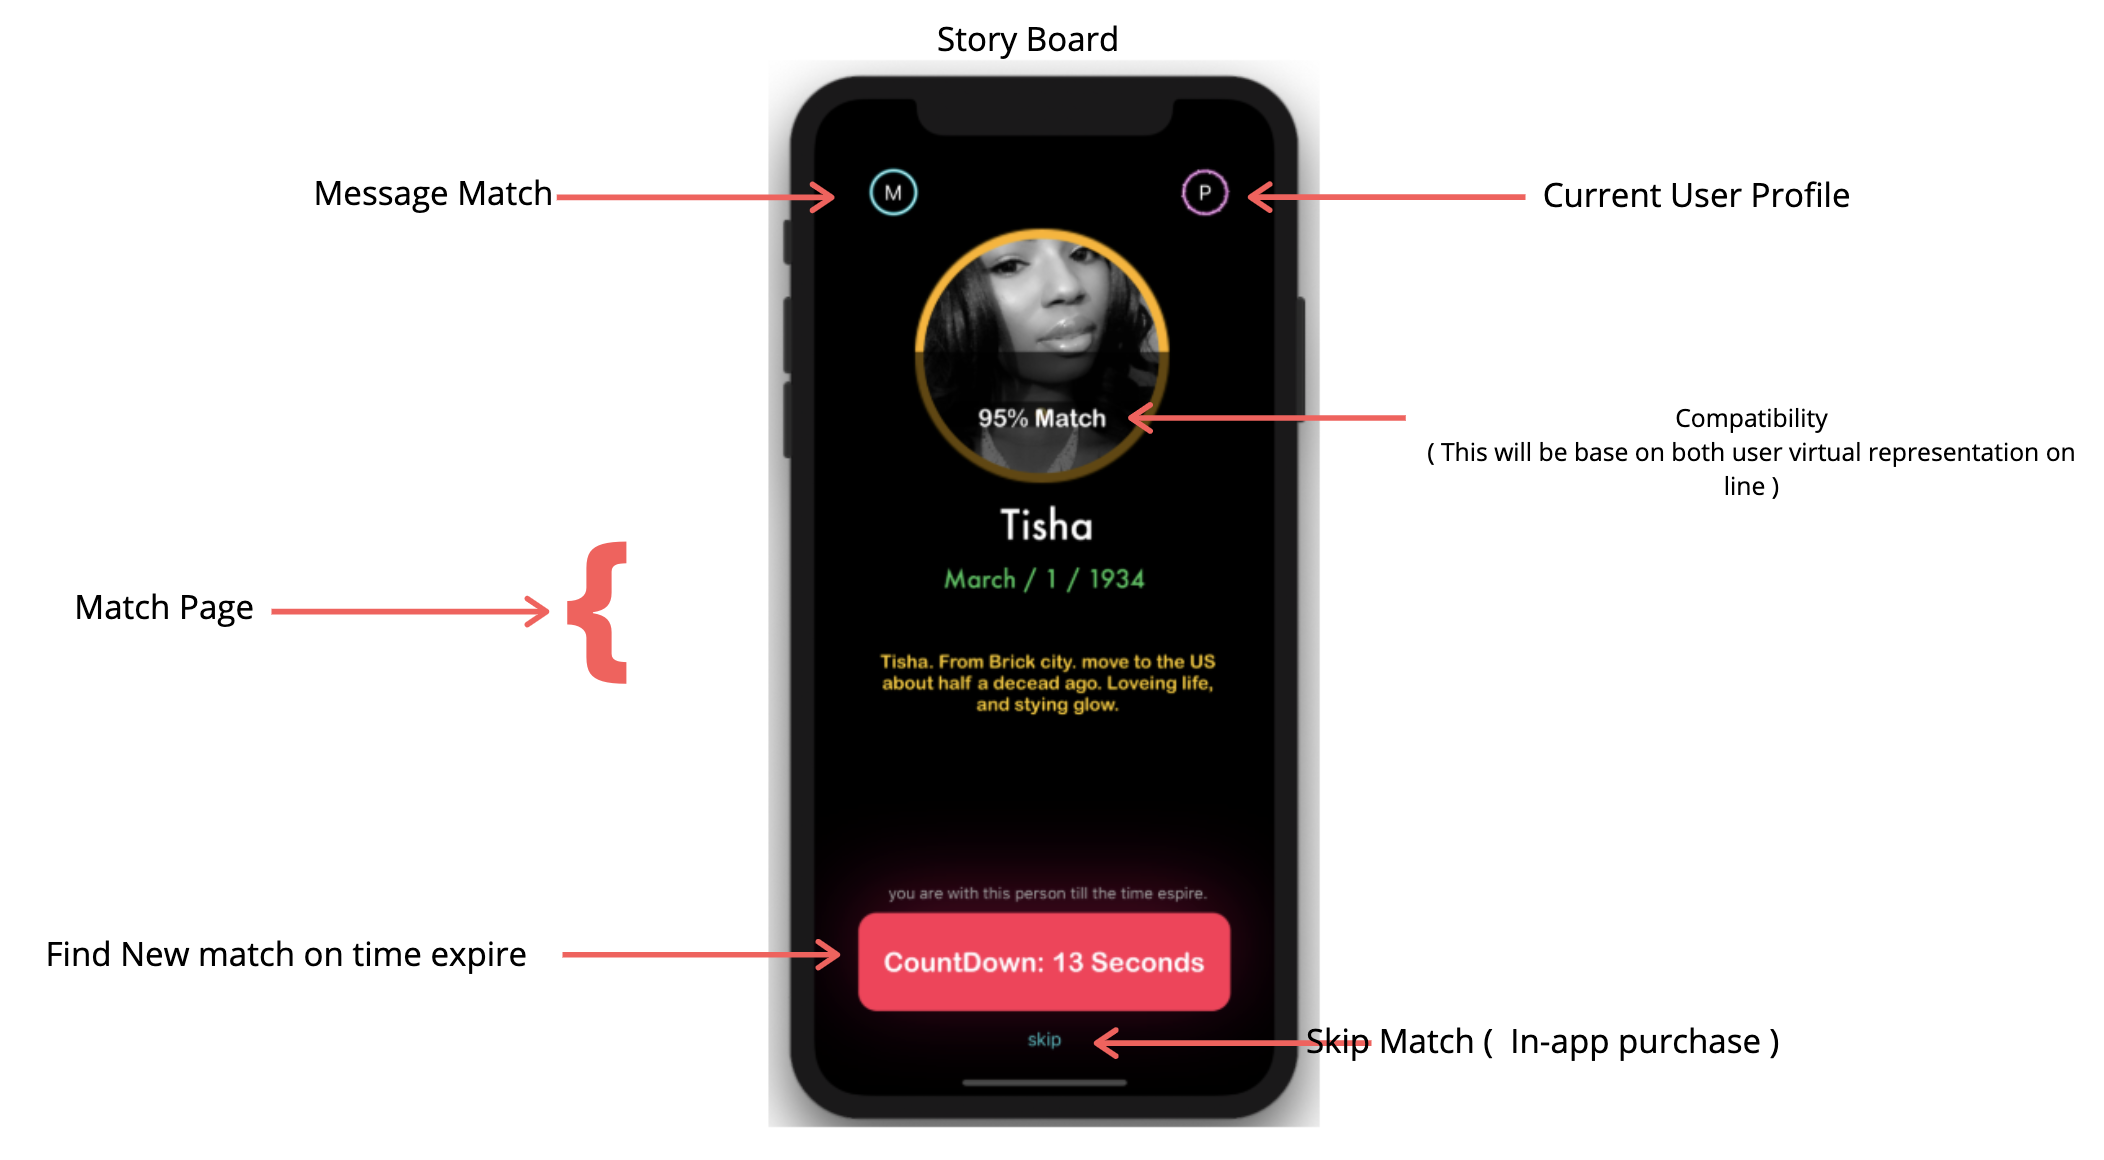 Story Board
Message Match
M
P
Current User Profile
95% Match
Compatibility
( This will be base on both user virtual representation on
line )
Tisha
March / 1 / 1934
Match Page
{
Tisha. From Brick city. move to the US
about half a decead ago. Loveing life,
and stying glow.
you are with this person till the time espire.
Find New match on time expire
CountDown: 13 Seconds
skip
Skip Match (  In-app purchase )